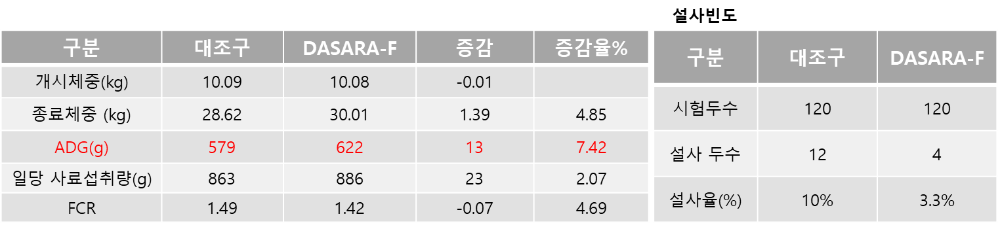 설사빈도
구분 대조구 DASARA-F 증감 증감율%
개시체중(kg) 10.09 10.08 -0.01
종료체중 (kg) 28.62 30.01 1.39 4.85
ADG(g) 579 622 13 7.42
일당 사료섭취량(g) 863 886 23 2.07
FCR 1.49 1.42 -0.07 4.69
구분 대조구 DASARA-F
시험두수 120 120
설사 두수 12 4
설사율(%) 10% 3.3%